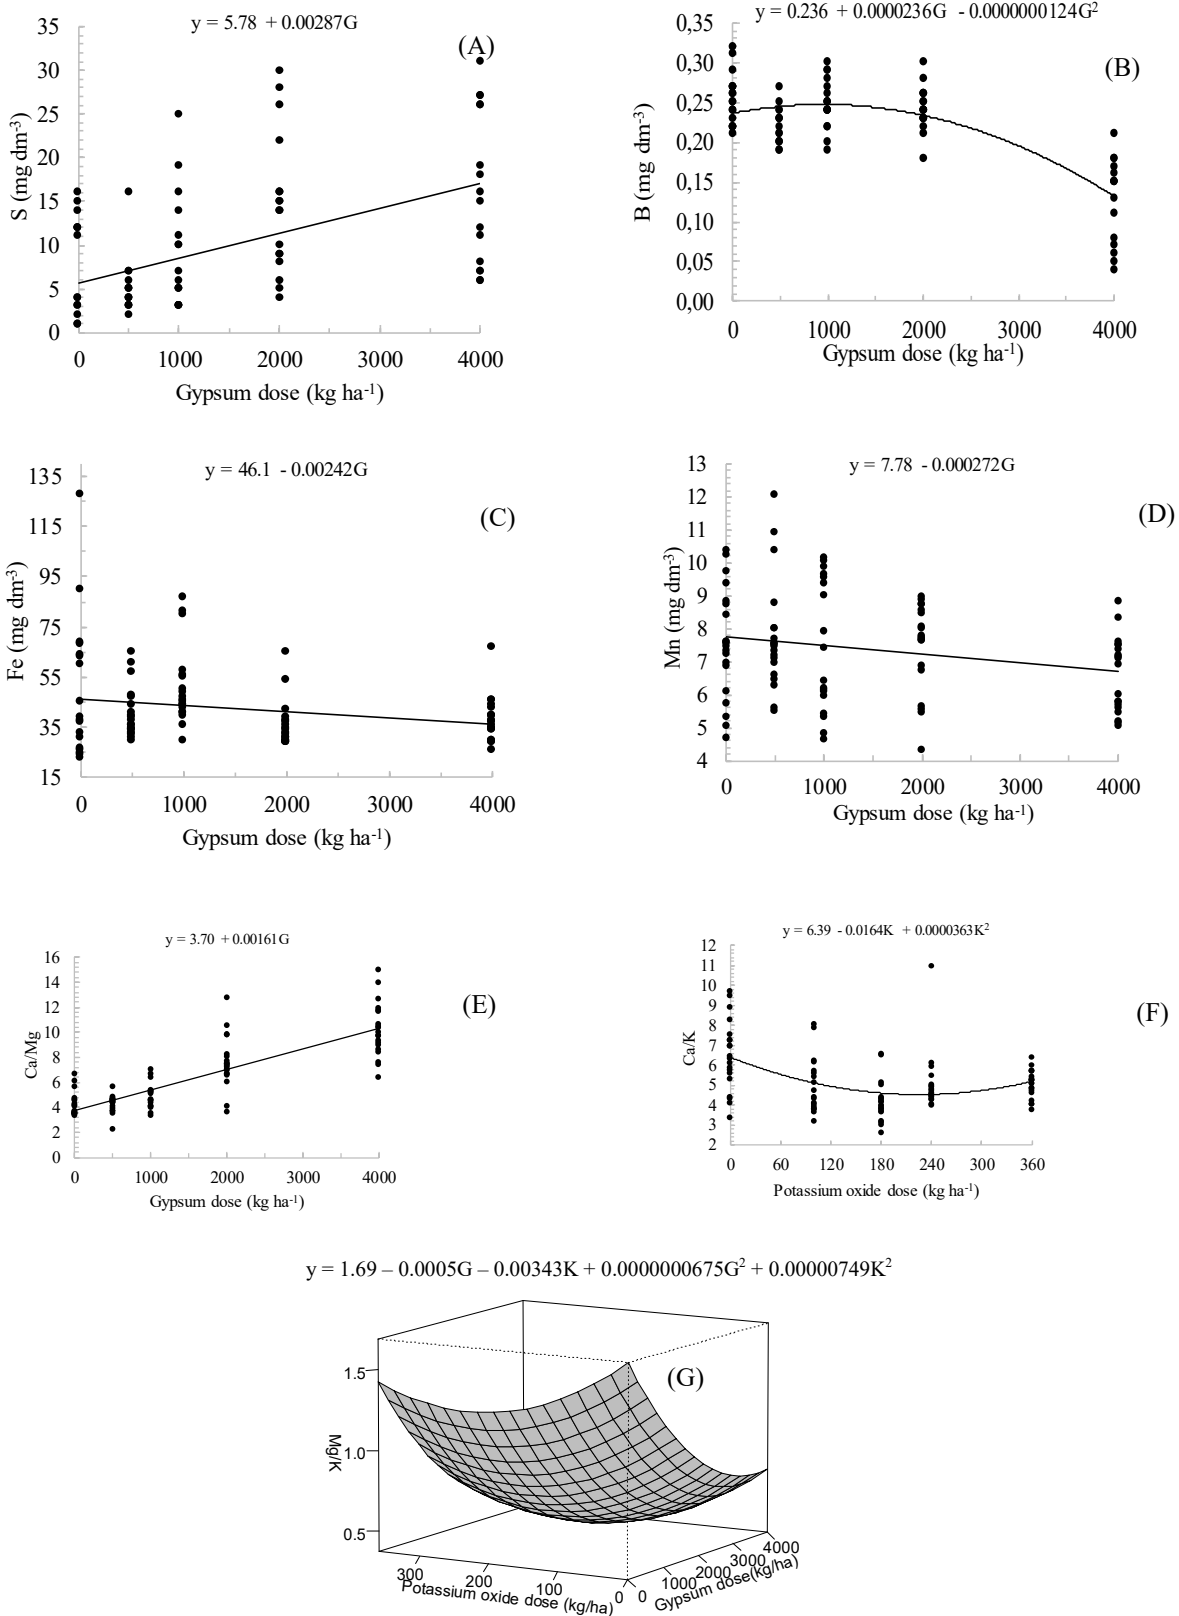 y = 5.78 + 0.00287G
(A)
S (mg dm-3)
35
30
25
20
15
10
5
0
0 1000 2000 3000 4000
Gypsum dose (kg ha-1)
y = 0.236 + 0.0000236G - 0.0000000124G2
(B)
B (mg dm-3)
0,35
0,30
0,25
0,20
0,15
0,10
0,05
0,00
0 1000 2000 3000 4000
Gypsum dose (kg ha-1)
y = 46.1 - 0.00242G
(C)
Fe (mg dm-3)
135
115
95
75
55
35
15
0 1000 2000 3000 4000
Gypsum dose (kg ha-1)
y = 7.78 - 0.000272G
(D)
Mn (mg dm-3)
13
12
11
10
9
8
7
6
5
4
0 1000 2000 3000 4000
Gypsum dose (kg ha-1)
y = 3.70 + 0.00161G
(E)
Ca/Mg
16
14
12
10
8
6
4
2
0
0 1000 2000 3000 4000
Gypsum dose (kg ha-1)
y = 6.39 - 0.0164K + 0.0000363K2
(F)
Ca/K
12
11
10
9
8
7
6
5
4
3
2
0 60 120 180 240 300 360
Potassium oxide dose (kg ha-1)
y = 1.69 – 0.0005G – 0.00343K + 0.0000000675G2 + 0.00000749K2
(G)
Mg/K
1.5
1.0
0.5
300 200 100 0
Potassium oxide dose (kg/ha)
0 1000 2000 3000 4000
Gypsum dose(kg/ha)